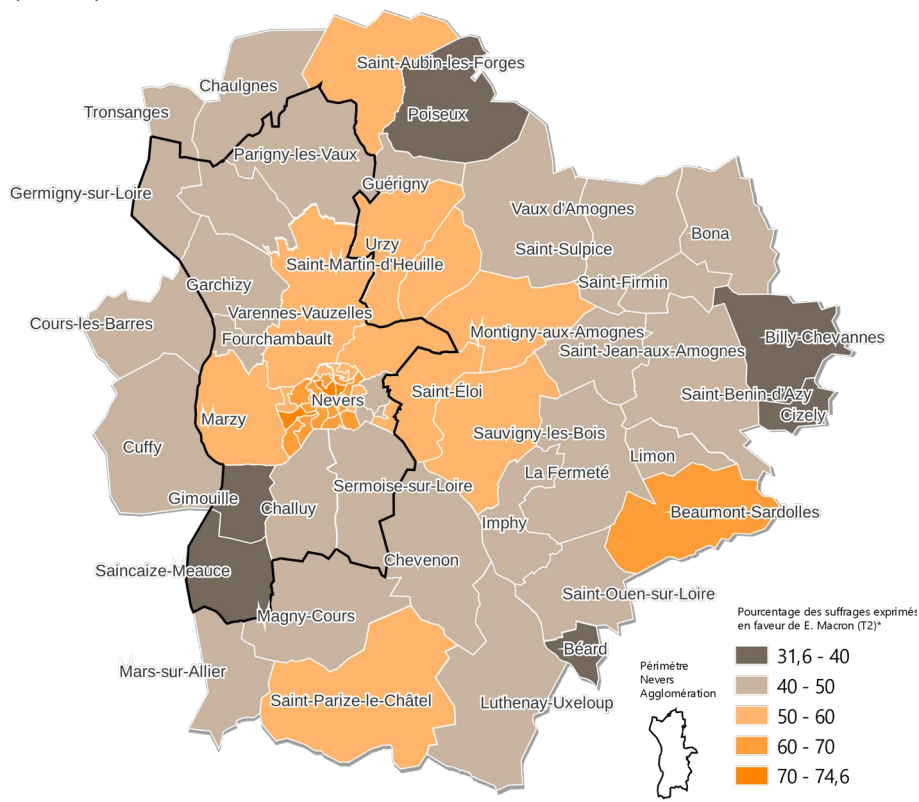 Saint-Aubin-les-Forges
Chaulgnes
Tronsanges
Poiseux
Parigny-les-Vaux
Guérigny
Germigny-sur-Loire
Vaux d'Amognes
Urzy
Bona
Saint-Sulpice
Saint-Martin-d'Heuille
Saint-Firmin
Garchizy
Varennes-Vauzelles
Cours-les-Barres
Montigny-aux-Amognes
Billy-Chevannes
Fourchambault
Saint-Jean-aux-Amognes
Saint-Éloi
Saint-Benin-d'Azy
Nevers
Cizely
Marzy
Sauvigny-les-Bois
Cuffy
Limon
La Fermeté
Sermoise-sur-Loire
Gimouille
Challuy
Beaumont-Sardolles
Imphy
Chevenon
Saincaize-Meauce
Saint-Ouen-sur-Loire
Magny-Cours
Béard
Mars-sur-Allier
Saint-Parize-le-Châtel
Luthenay-Uxeloup
Périmètre
Nevers
Agglomération
Pourcentage des suffrages exprimés
en faveur de E. Macron (T2)*
31,6 - 40
40 - 50
50 - 60
60 - 70
70 - 74,6